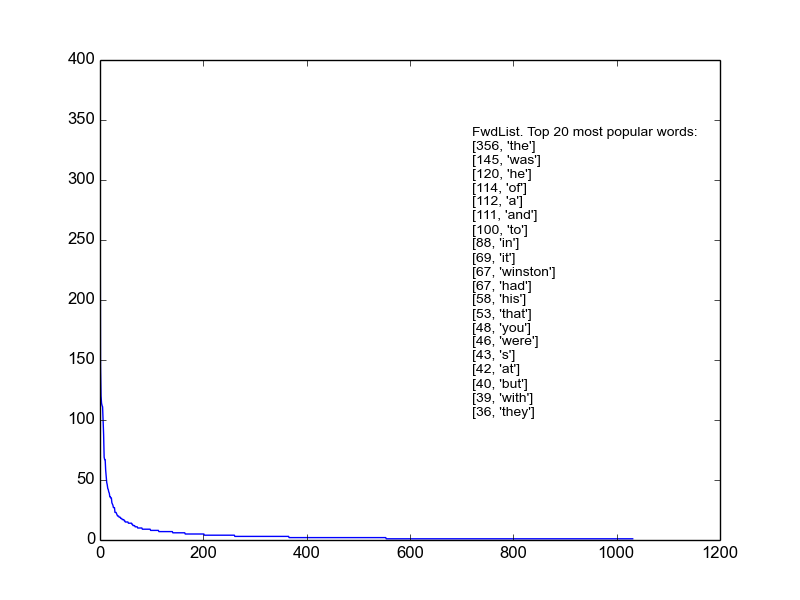 400
350
300
250
200
150
100
50
0
FwdList. Top 20 most popular words:
[356, 'the']
[145, 'was']
[120, 'he']
[114, 'of']
[112, 'a']
[111, 'and']
[100, 'to']
[88, 'in']
[69, 'it']
[67, 'winston']
[67, 'had']
[58, 'his']
[53, 'that']
[48, 'you']
[46, 'were']
[43, 's']
[42, 'at']
[40, 'but']
[39, 'with']
[36, 'they']
0 200 400 600 800 1000 1200